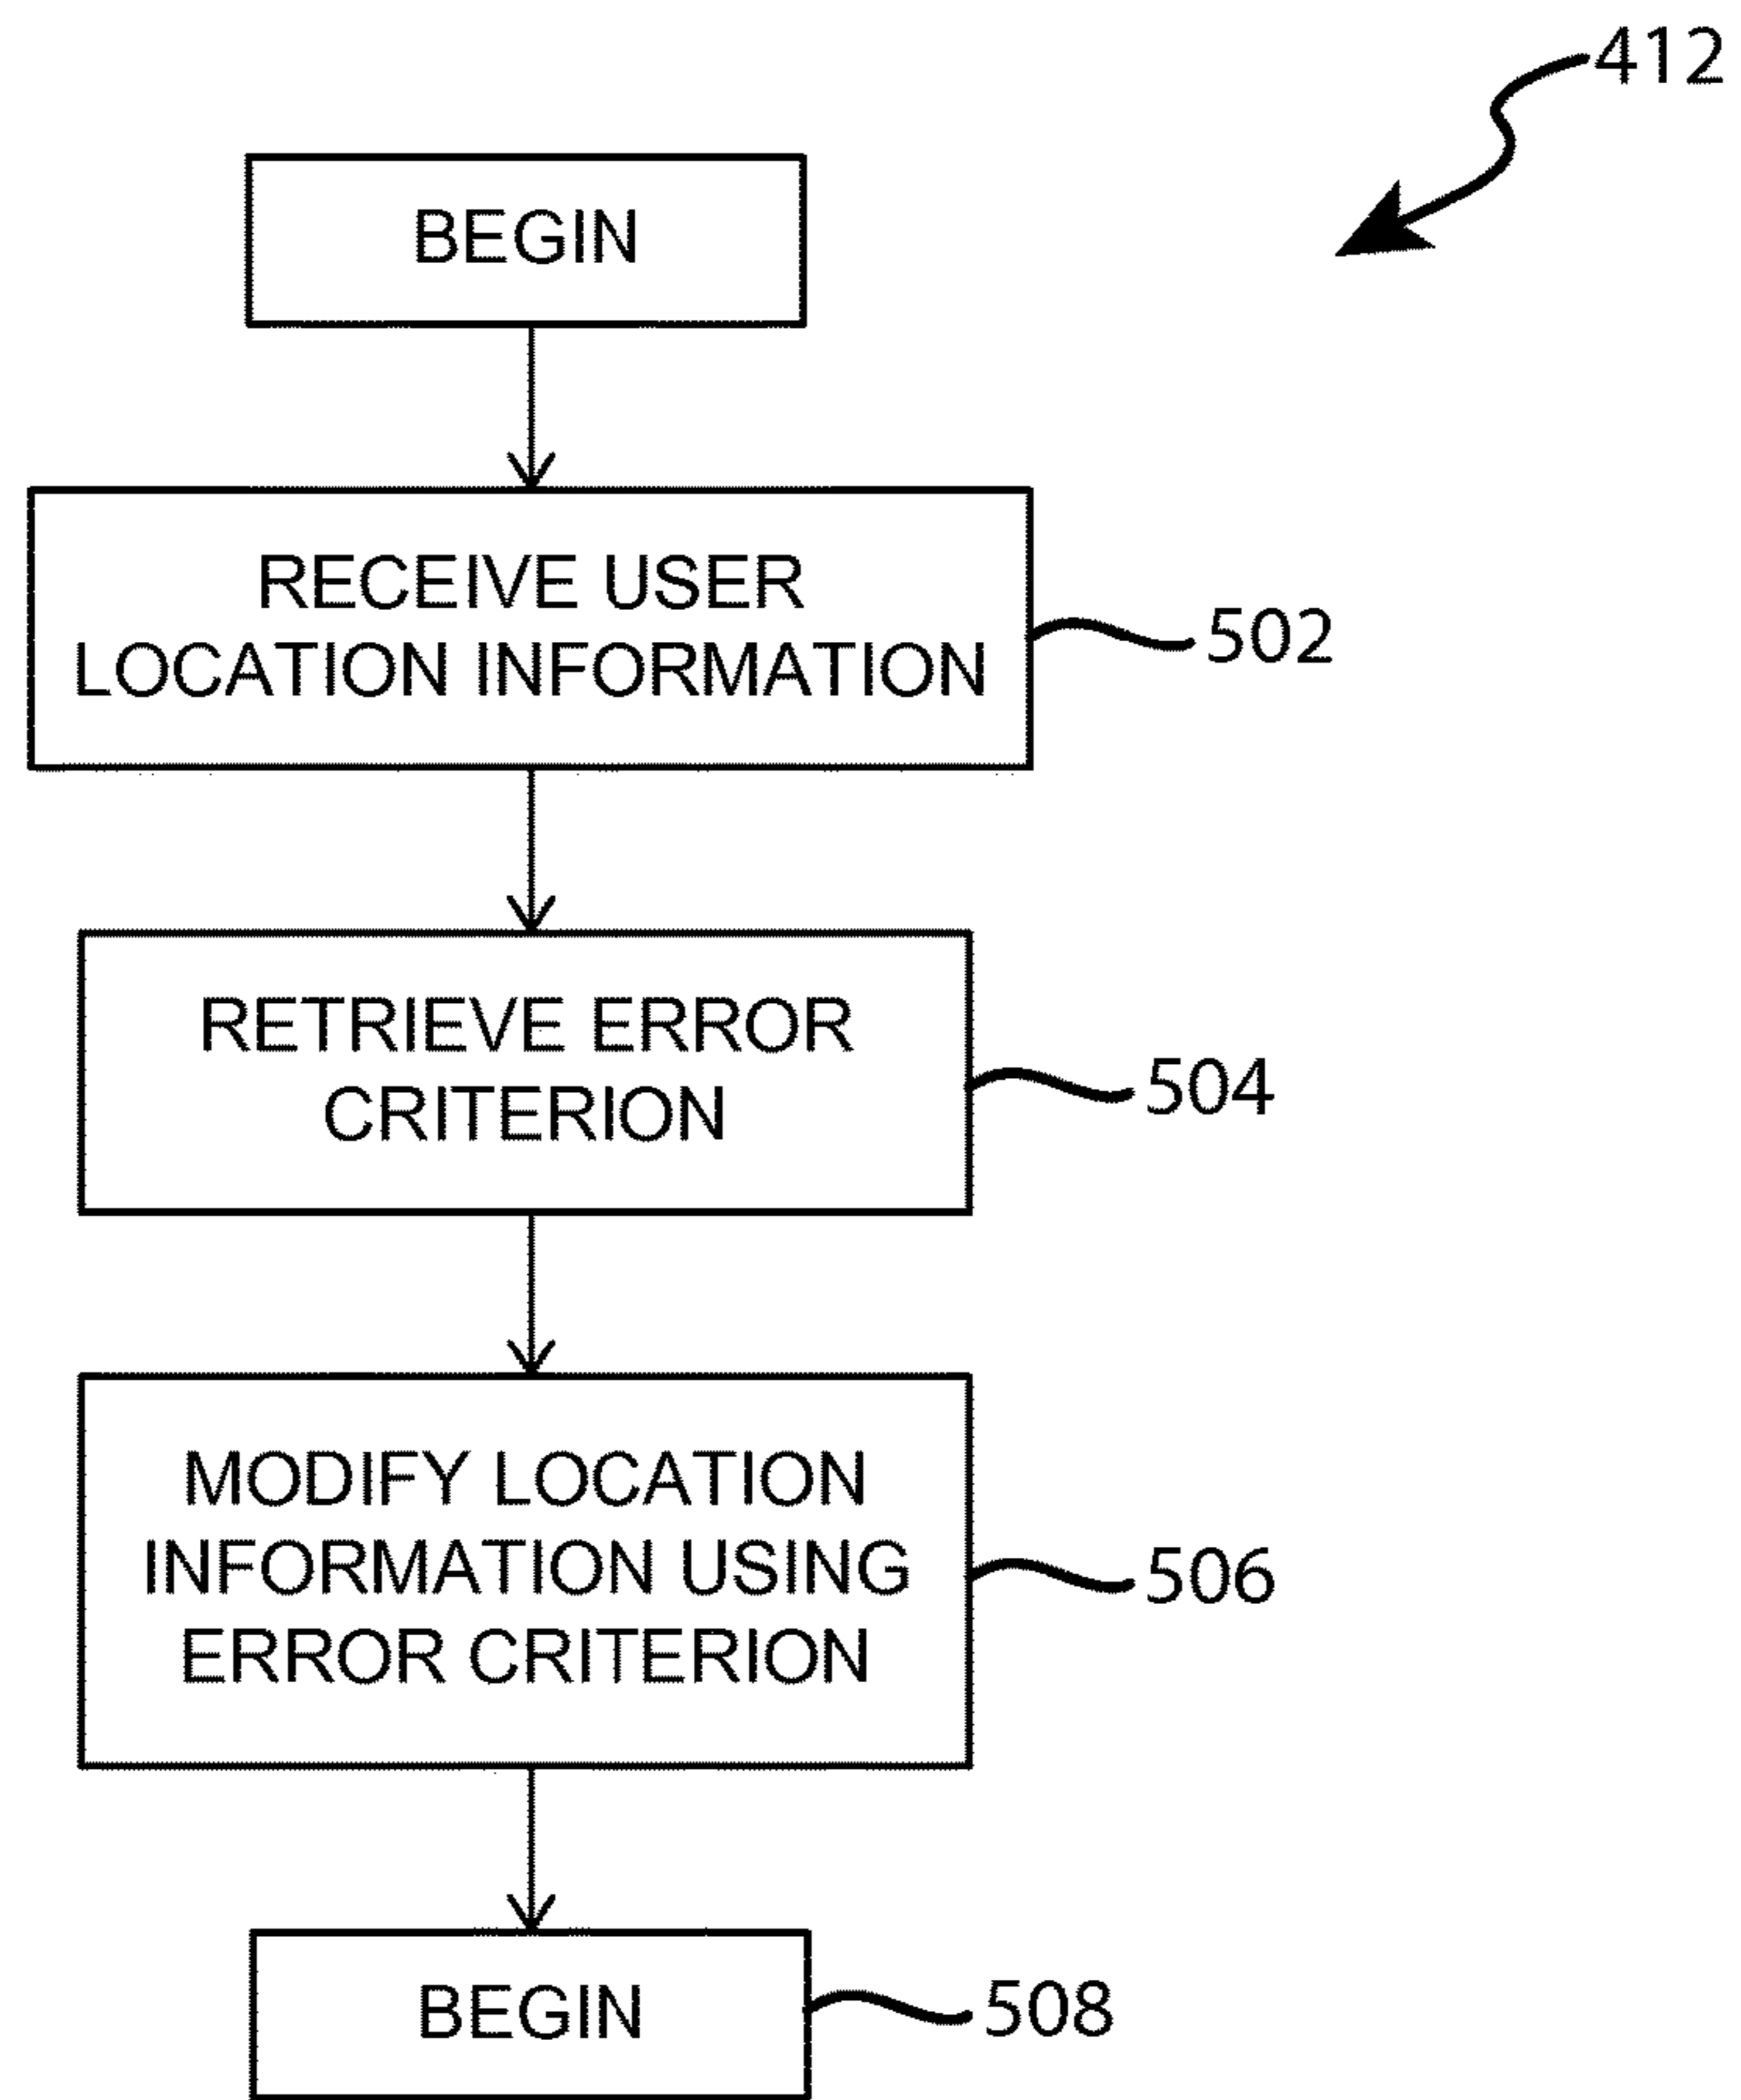 412
BEGIN
RECEIVE USER
LOCATION INFORMATION
502
RETRIEVE ERROR
CRITERION
504
MODIFY LOCATION
INFORMATION USING
ERROR CRITERION
506
BEGIN
508